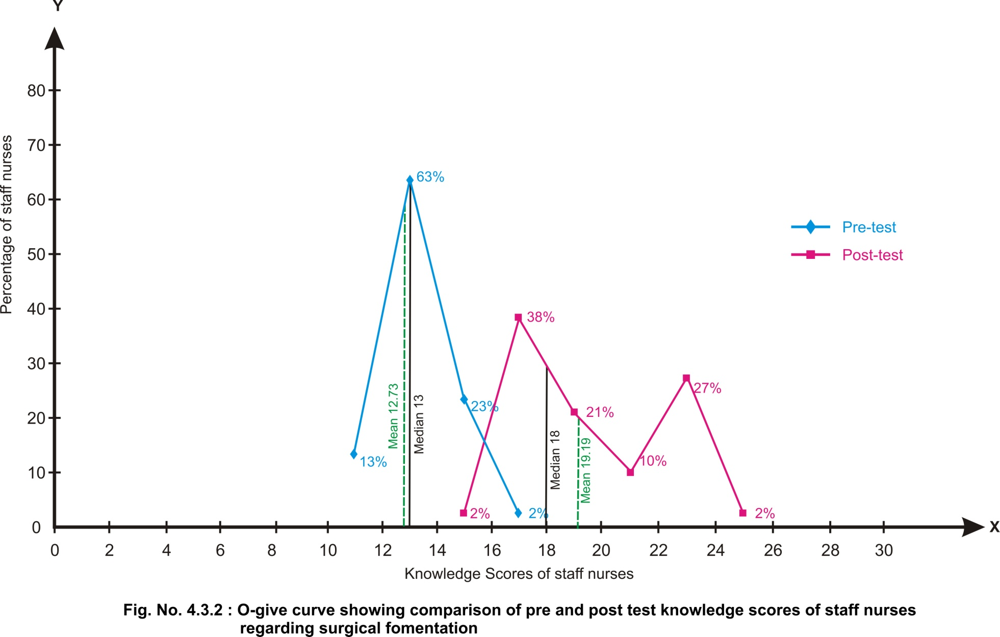 Y
80
70
60
50
40
30
20
10
0
Percentage of staff nurses
63%
13%
23%
2%
Mean 12.73
Median 13
2%
38%
21%
10%
27%
2%
Median 18
Mean 19.19
Pre-test
Post-test
X
0 2 4 6 8 10 12 14 16 18 20 22 24 26 28 30
Knowledge Scores of staff nurses
Fig. No. 4.3.2 : O-give curve showing comparison of pre and post test knowledge scores of staff nurses
regarding surgical fomentation